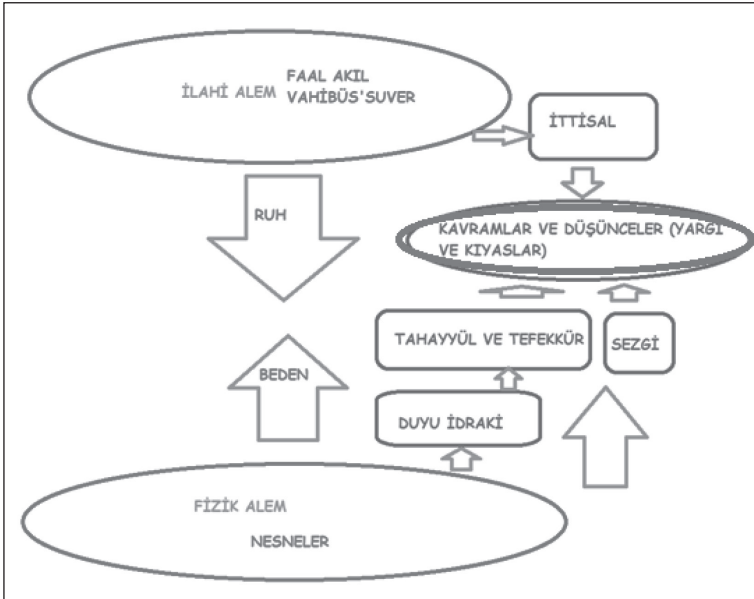 İLAHİ ALEM
FAAL AKIL
VAHİBÜS'SUVER
İTTİSAL
RUH
KAVRAMLAR VE DÜŞÜNCELER (YARGI
VE KIYASLAR)
TAHAYYÜL VE TEFEKKÜR
SEZGİ
BEDEN
DUYU İDRAKİ
FİZİK ALEM
NESNELER